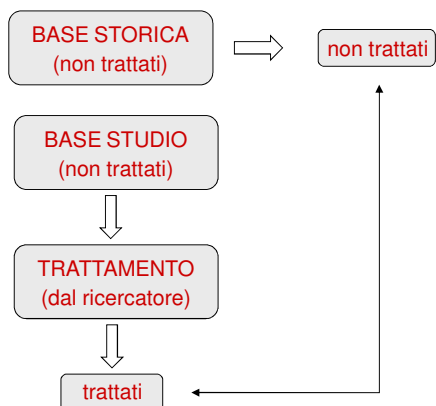 BASE STORICA
(non trattati)
non trattati
BASE STUDIO
(non trattati)
TRATTAMENTO
(dal ricercatore)
trattati